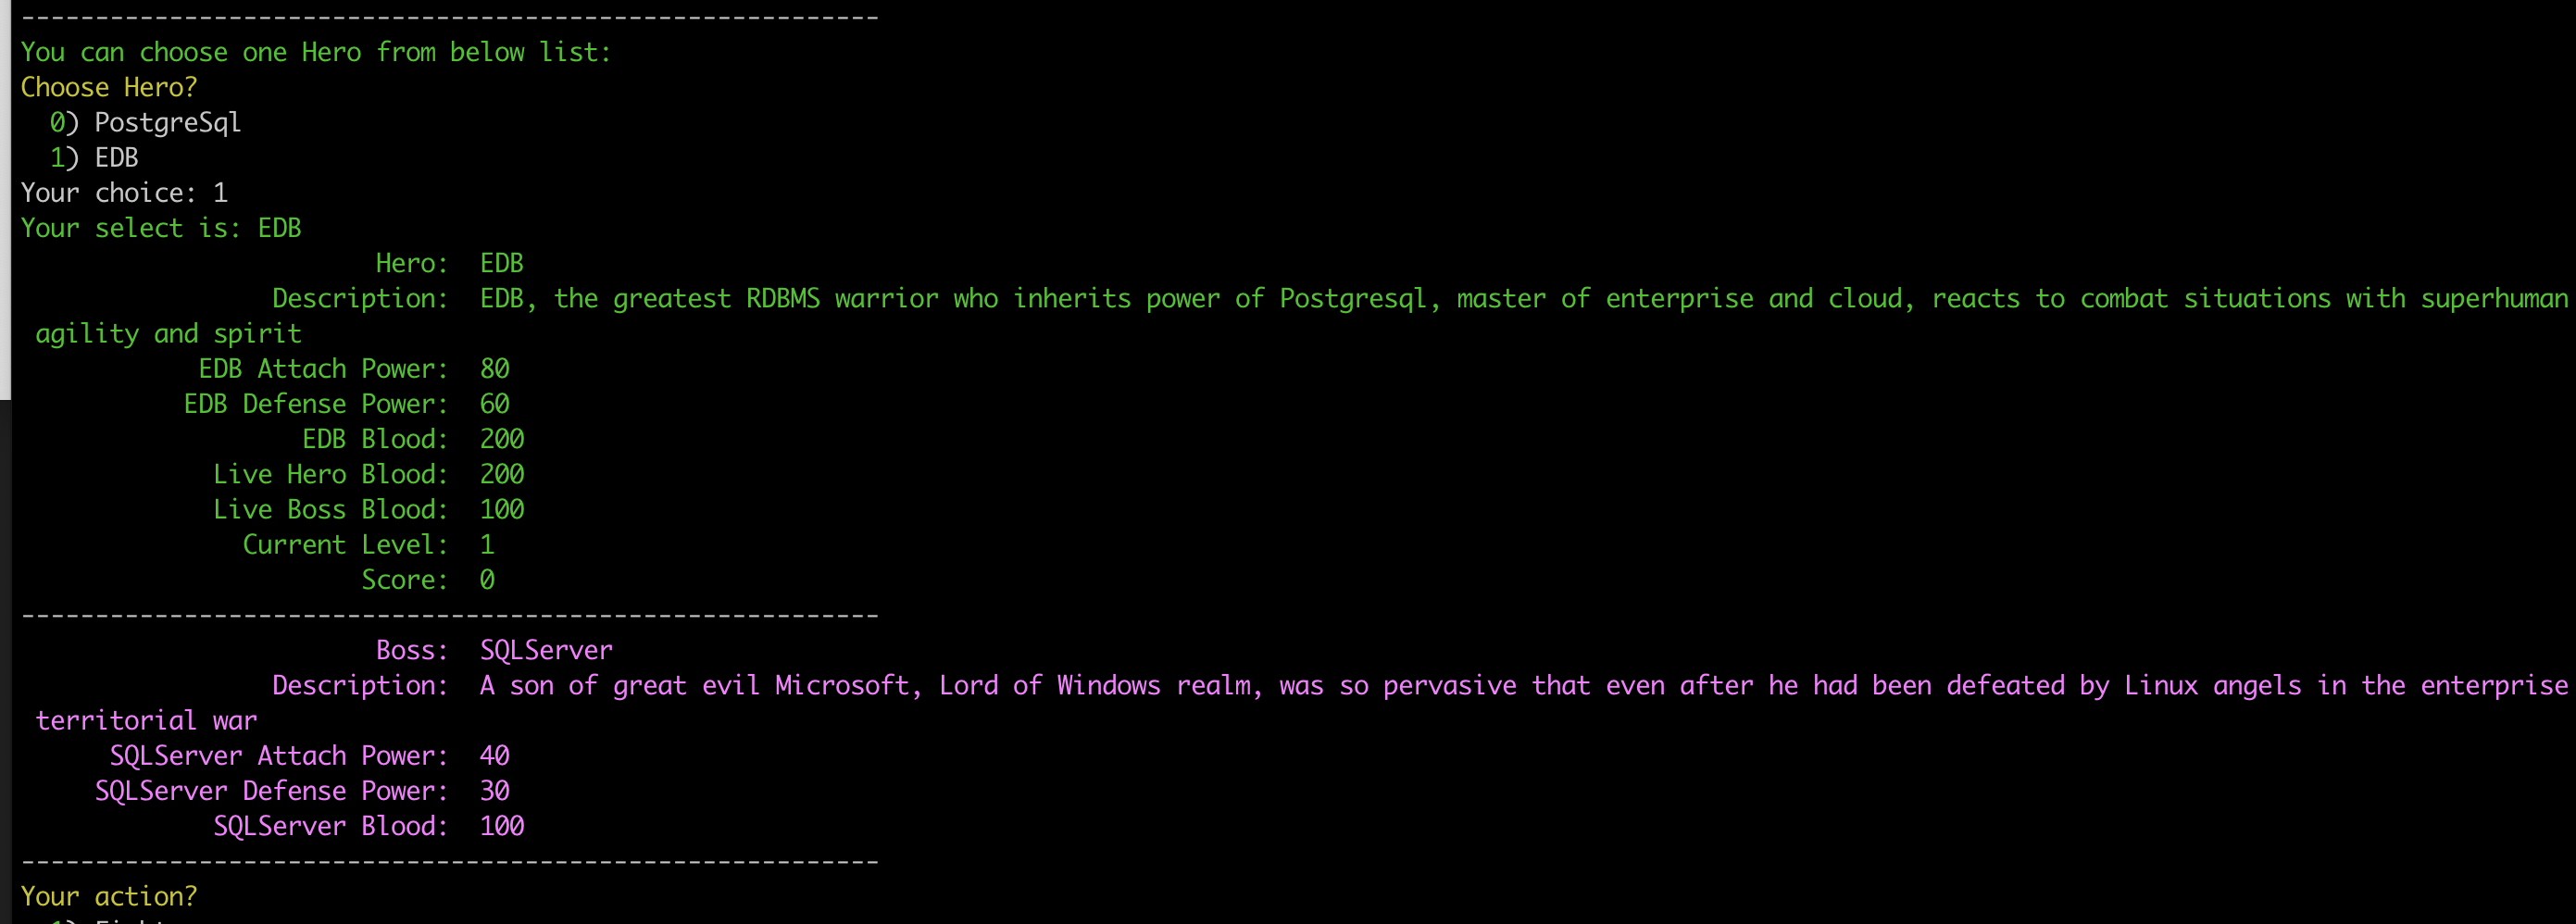 ----------------------------------------------------------
You can choose one Hero from below list:
Choose Hero?
0) PostgreSql
1) EDB
Your choice: 1
Your select is: EDB
Hero: EDB
Description: EDB, the greatest RDBMS warrior who inherits power of Postgresql, master of enterprise and cloud, reacts to combat situations with superhuman
agility and spirit
EDB Attach Power: 80
EDB Defense Power: 60
EDB Blood: 200
Live Hero Blood: 200
Live Boss Blood: 100
Current Level: 1
Score: 0
----------------------------------------------------------
Boss: SQLServer
Description: A son of great evil Microsoft, Lord of Windows realm, was so pervasive that even after he had been defeated by Linux angels in the enterprise
territorial war
SQLServer Attach Power: 40
SQLServer Defense Power: 30
SQLServer Blood: 100
----------------------------------------------------------
Your action?